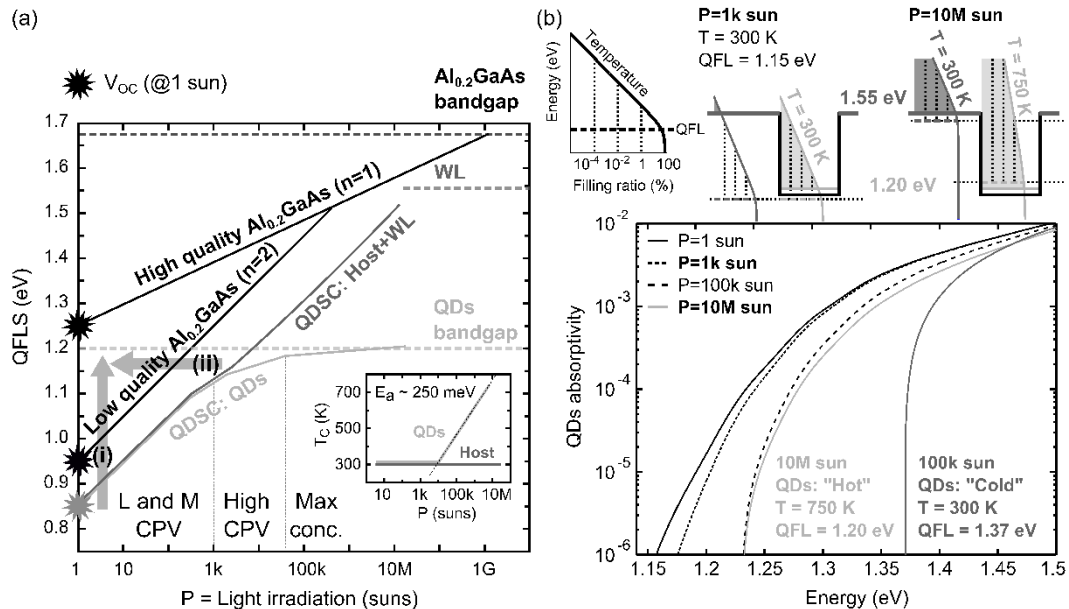 (a)
V_OC (@1 sun)
Al_0.2GaAs
bandgap
1.7
1.6
1.5
1.4
1.3
1.2
1.1
1.0
0.9
0.8
QFLS (eV)
WL
High quality Al_0.2GaAs (n=1)
Low quality Al_0.2GaAs (n=2)
QDSC: Host+WL
QDs
bandgap
(ii)
(i)
QDSC: QDs
E_a ~ 250 meV
700
500
300
T_C (K)
QDs
Host
10
1k
100k
10M
P (suns)
L and M
CPV
High
CPV
Max
conc.
1
10
1k
100k
10M
1G
P = Light irradiation (suns)
(b)
Energy (eV)
Temperature
QFL
10^-4
10^-2
1
100
Filling ratio (%)
P=1k sun
T = 300 K
QFL = 1.15 eV
T = 300 K
P=10M sun
T = 300 K
T = 750 K
1.55 eV
1.20 eV
P=1 sun
P=1k sun
P=100k sun
P=10M sun
10^-2
10^-3
10^-4
10^-5
10^-6
QDs absorptivity
10M sun
QDs: "Hot"
T = 750 K
QFL = 1.20 eV
100k sun
QDs: "Cold"
T = 300 K
QFL = 1.37 eV
1.15
1.2
1.25
1.3
1.35
1.4
1.45
1.5
Energy (eV)